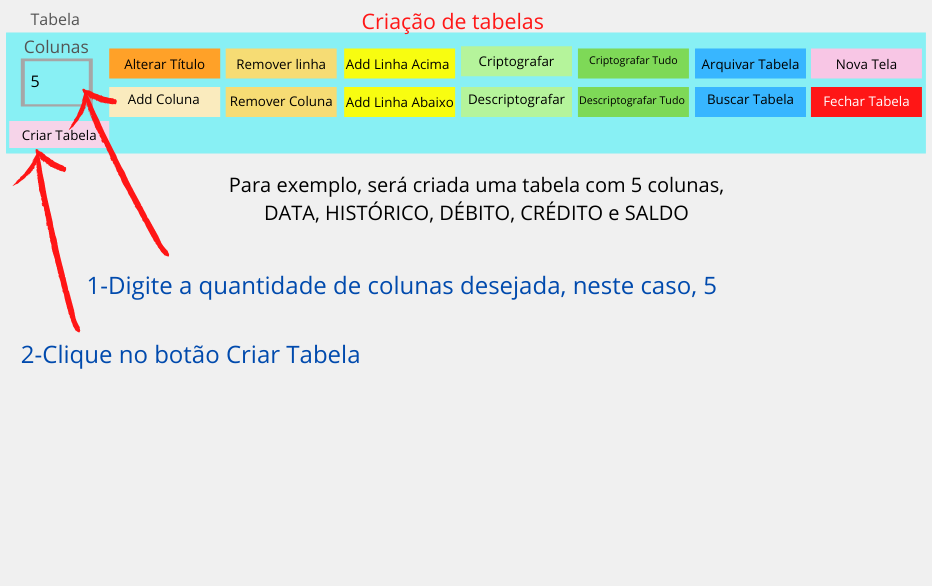 Tabela
Criação de tabelas
Colunas
5
Alterar Título
Remover linha
Add Linha Acima
Criptografar
Criptografar Tudo
Arquivar Tabela
Nova Tela
Add Coluna
Remover Coluna
Add Linha Abaixo
Descriptografar
Descriptografar Tudo
Buscar Tabela
Fechar Tabela
Criar Tabela
Para exemplo, será criada uma tabela com 5 colunas,
DATA, HISTÓRICO, DÉBITO, CRÉDITO e SALDO
1-Digite a quantidade de colunas desejada, neste caso, 5
2-Clique no botão Criar Tabela